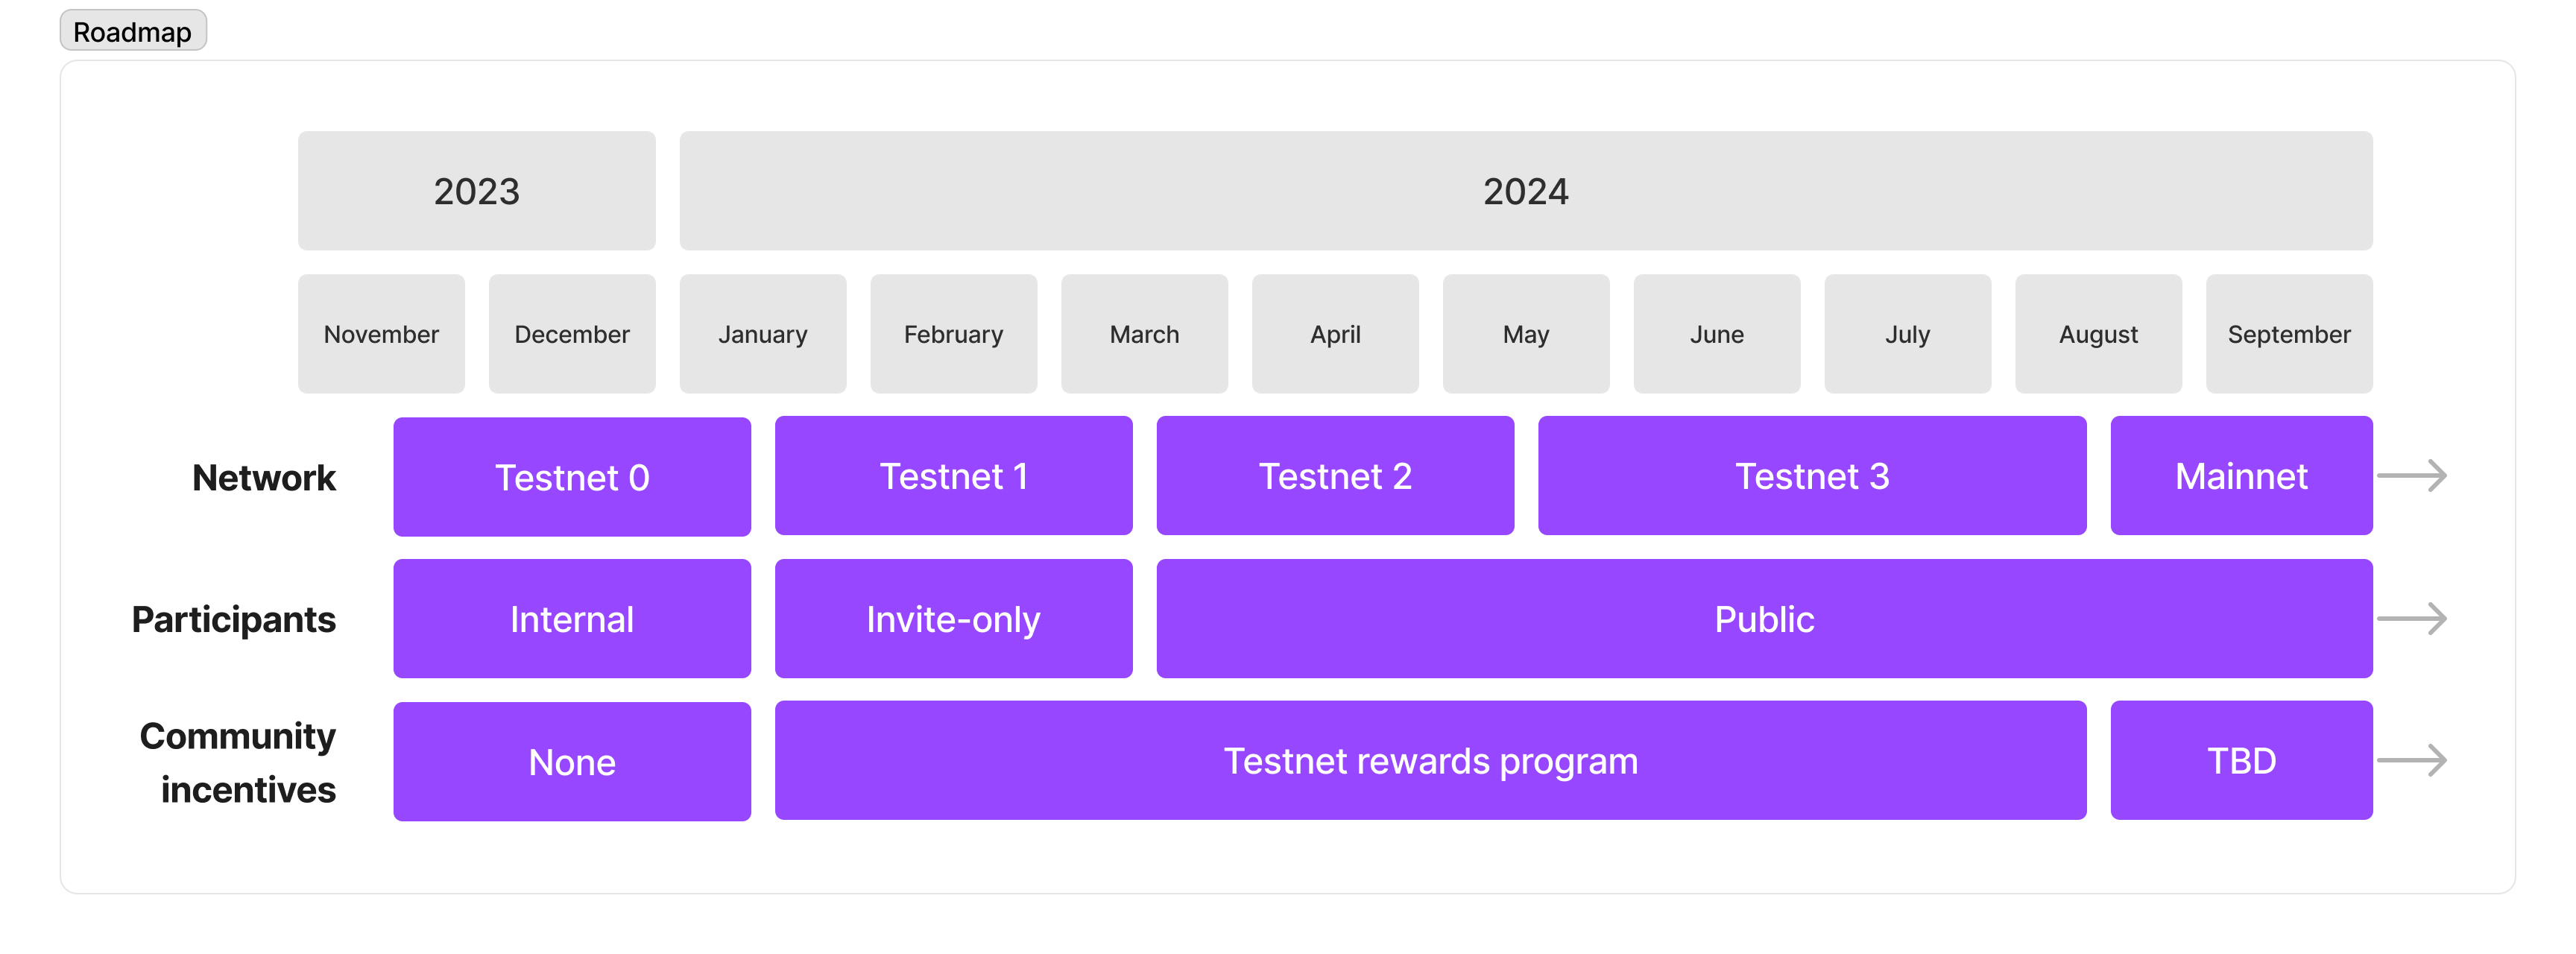 Roadmap
2023
2024
November
December
January
February
March
April
May
June
July
August
September
Network
Testnet 0
Testnet 1
Testnet 2
Testnet 3
Mainnet
Participants
Internal
Invite-only
Public
Community
incentives
None
Testnet rewards program
TBD